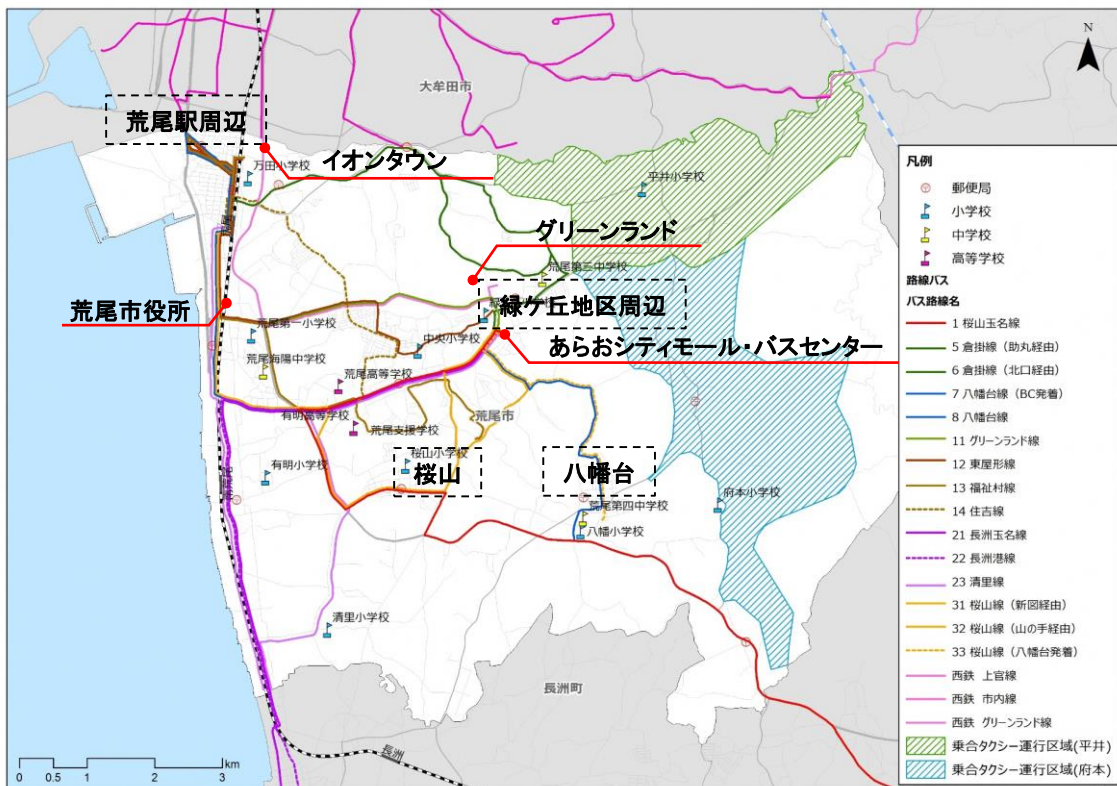 N
大牟田市
荒尾駅周辺
万田小学校
イオンタウン
平井小学校
グリーンランド
荒尾第三中学校
荒尾市役所
緑ケ丘地区周辺
荒尾第一小学校
中央小学校
あらおシティモール・バスセンター
荒尾海陽中学校
荒尾高等学校
有明高等学校
荒尾市
荒尾支援学校
桜山小学校
有明小学校
桜山
八幡台
府本小学校
荒尾第四中学校
八幡小学校
清里小学校
長洲町
長洲
0 0.5 1 2 3
km
凡例
郵便局
小学校
中学校
高等学校
路線バス
バス路線名
1 桜山玉名線
5 倉掛線（助丸経由）
6 倉掛線（北口経由）
7 八幡台線（BC発着）
8 八幡台線
11 グリーンランド線
12 東屋形線
13 福祉村線
14 住吉線
21 長洲玉名線
22 長洲港線
23 清里線
31 桜山線（新図経由）
32 桜山線（山の手経由）
33 桜山線（八幡台発着）
西鉄 上官線
西鉄 市内線
西鉄 グリーンランド線
乗合タクシー運行区域(平井)
乗合タクシー運行区域(府本)